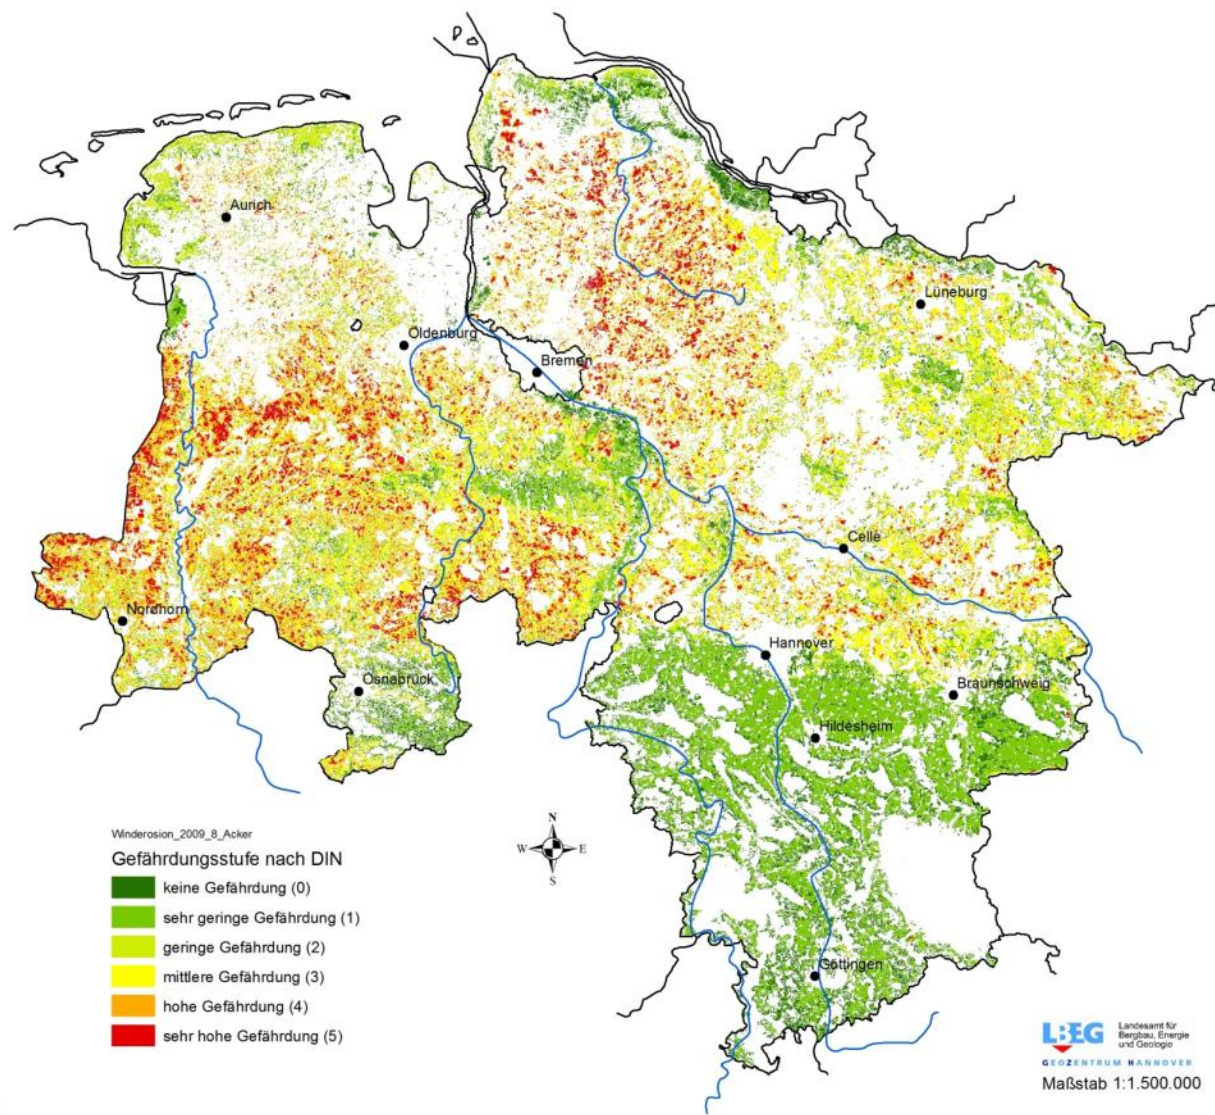 Aurich
Lüneburg
Oldenburg
Bremen
Celle
Nordhorn
Hannover
Osnabrück
Braunschweig
Hildesheim
Göttingen
N
W E
S
Winderosion_2009_8_Acker
Gefährdungsstufe nach DIN
keine Gefährdung (0)
sehr geringe Gefährdung (1)
geringe Gefährdung (2)
mittlere Gefährdung (3)
hohe Gefährdung (4)
sehr hohe Gefährdung (5)
LBEG
Landesamt für
Bergbau, Energie
und Geologie
GEOZENTRUM HANNOVER
Maßstab 1:1.500.000